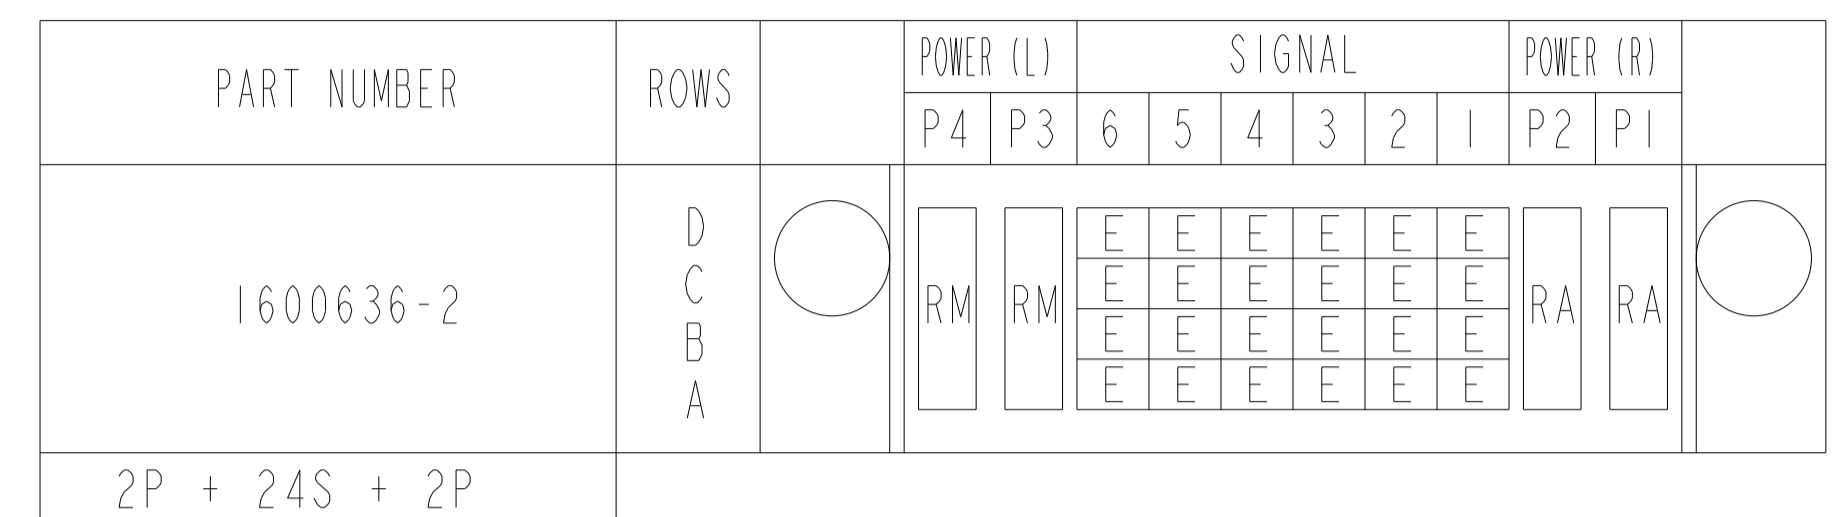 PART NUMBER ROWS POWER (L) SIGNAL POWER (R)
P4 P3 6 5 4 3 2 1 P2 P1
1600636-2
D E E E E E E
C E E E E E E
B E E E E E E
A E E E E E E
RM RM RA RA
2P + 24S + 2P